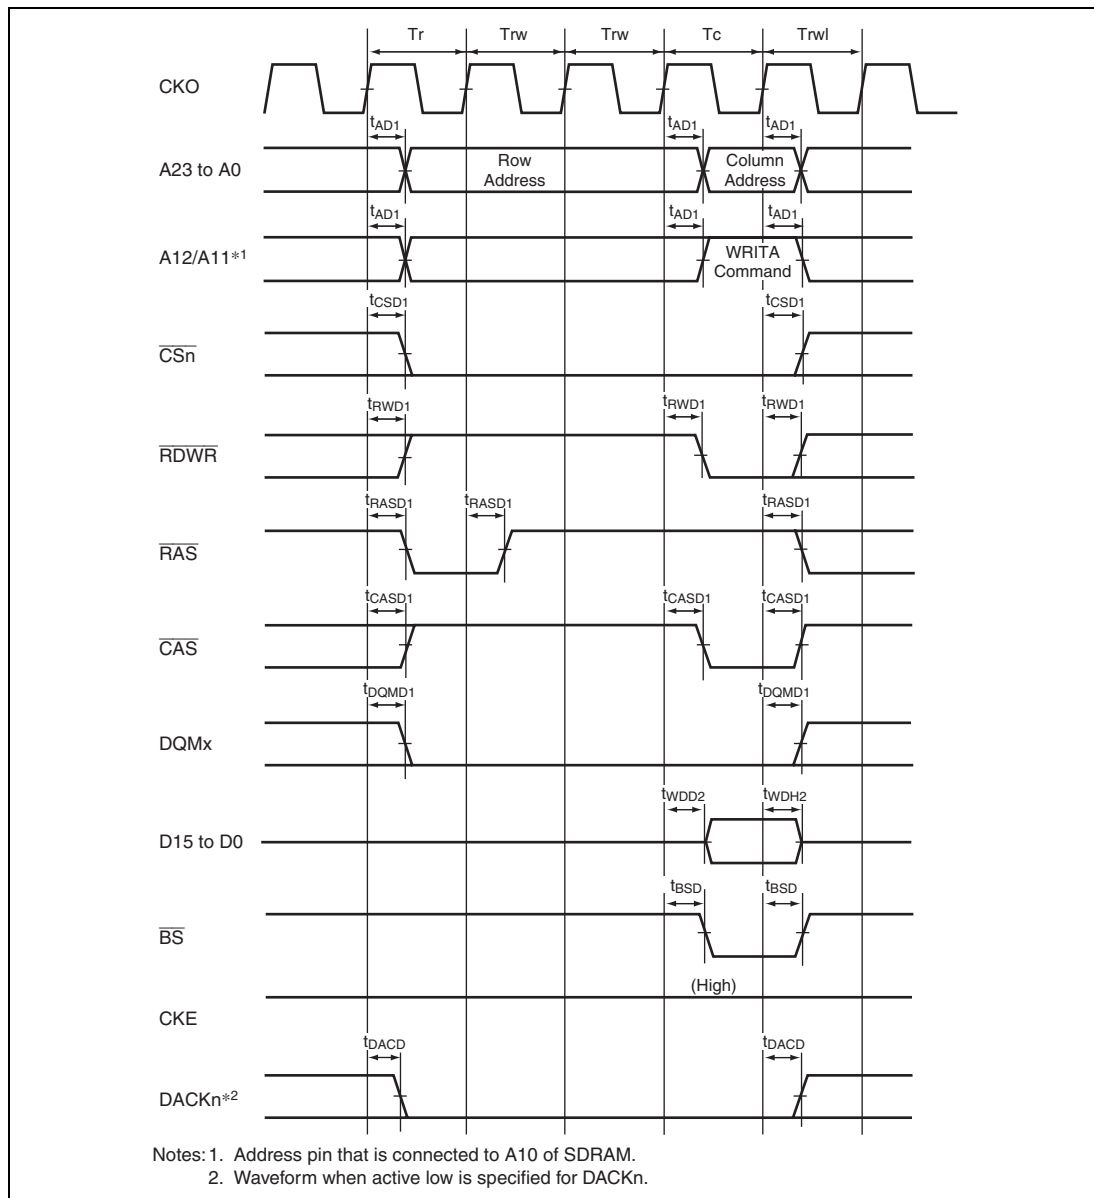 Tr Trw Trw Tc Trwl
CKO
tAD1 tAD1 tAD1
A23 to A0
Row
Address
Column
Address
tAD1 tAD1 tAD1
A12/A11*1
WRITA
Command
tCSD1 tCSD1
CSn
tRWD1 tRWD1 tRWD1
RDWR
tRASD1 tRASD1 tRASD1
RAS
tCASD1 tCASD1 tCASD1
CAS
tDQMD1 tDQMD1
DQMx
tWDD2 tWDH2
D15 to D0
tBSD tBSD
BS
(High)
CKE
tDACD tDACD
DACKn*2
Notes: 1. Address pin that is connected to A10 of SDRAM.
2. Waveform when active low is specified for DACKn.